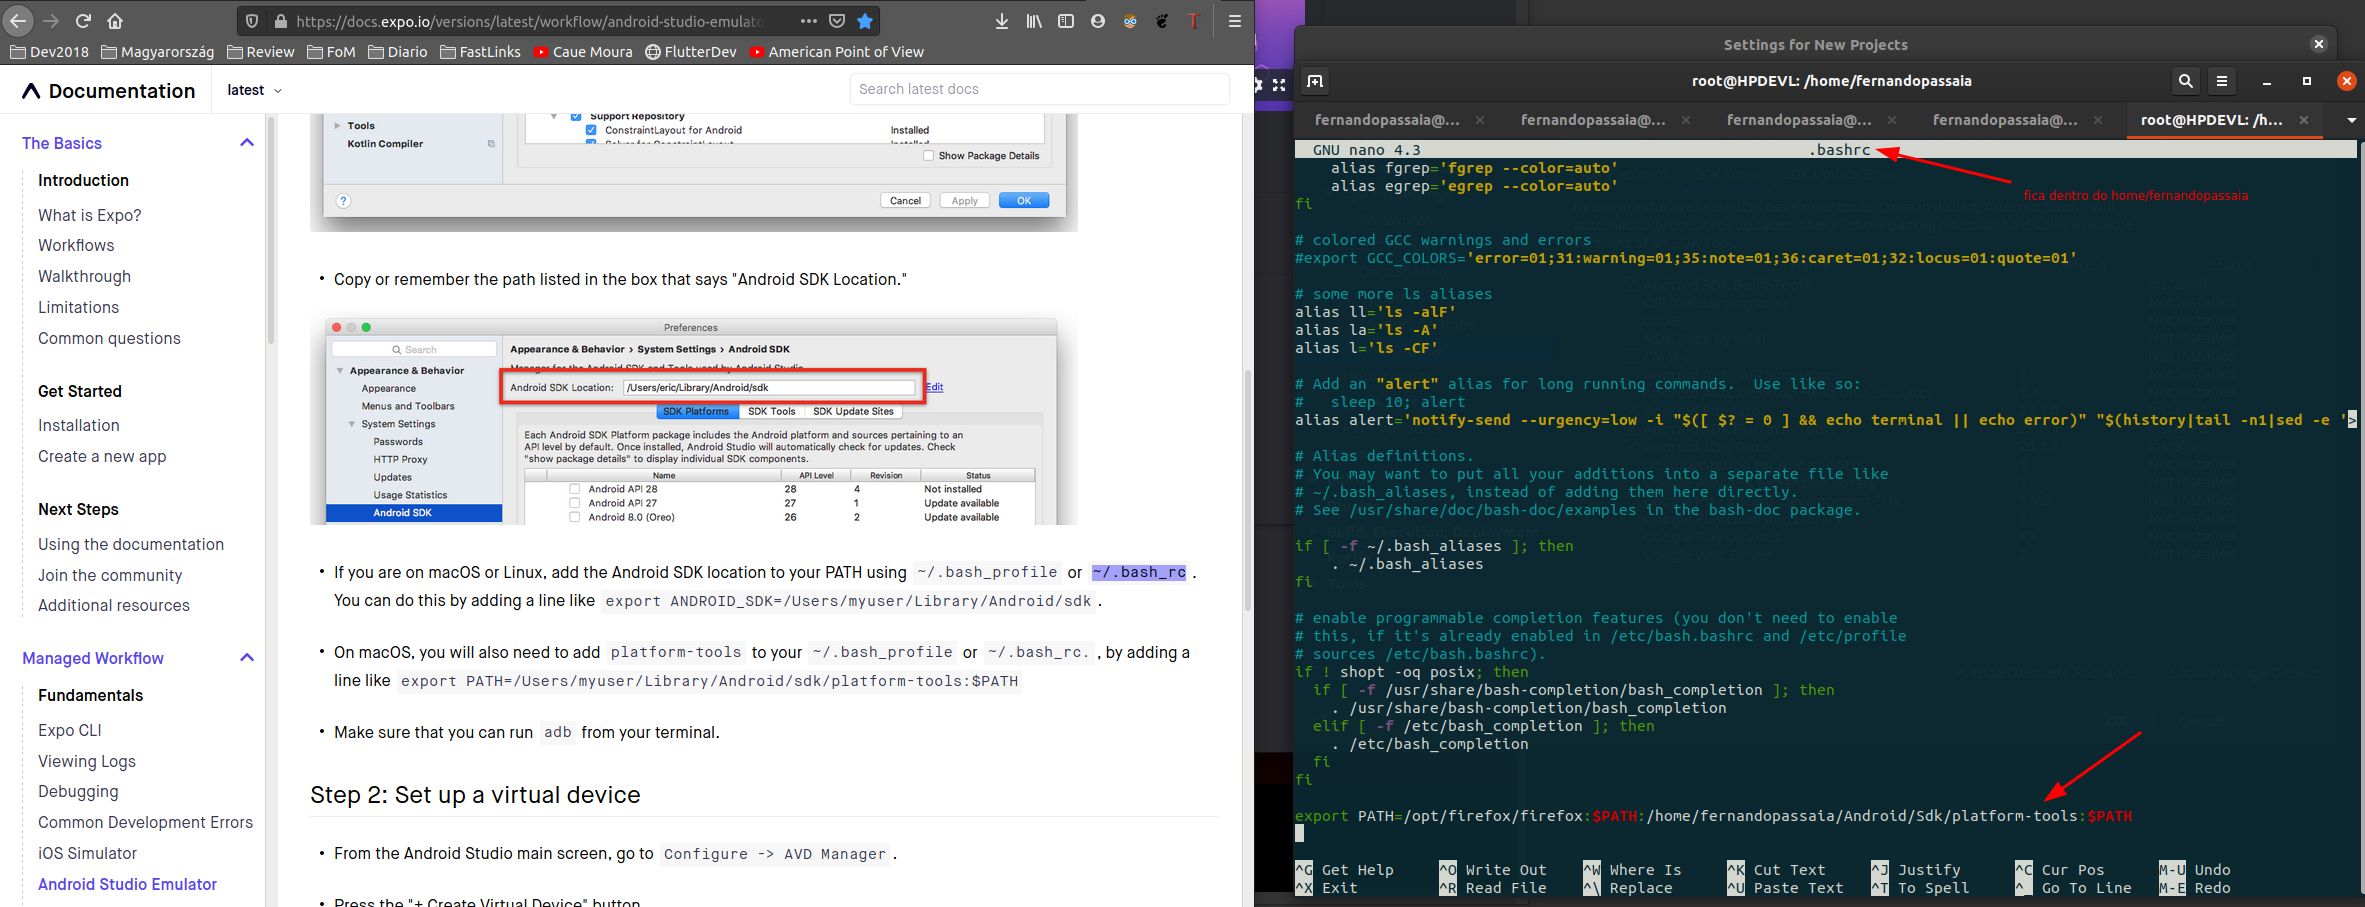 https://docs.expo.io/versions/latest/workflow/android-studio-emulato
Dev2018 Magyarország Review FoM Diario FastLinks Caue Moura FlutterDev American Point of View
Documentation
latest
Search latest docs
The Basics
Introduction
What is Expo?
Workflows
Walkthrough
Limitations
Common questions
Get Started
Installation
Create a new app
Next Steps
Using the documentation
Join the community
Additional resources
Managed Workflow
Fundamentals
Expo CLI
Viewing Logs
Debugging
Common Development Errors
iOS Simulator
Android Studio Emulator
Tools
Kotlin Compiler
Support Repository
ConstraintLayout for Android Installed
Show Package Details
?
Cancel Apply OK
• Copy or remember the path listed in the box that says "Android SDK Location."
Preferences
Search
Appearance & Behavior
Appearance
Menus and Toolbars
System Settings
Passwords
HTTP Proxy
Updates
Usage Statistics
Android SDK
Appearance & Behavior › System Settings › Android SDK
Manager for the Android SDK and Tools used by Android Studio
Android SDK Location: /Users/eric/Library/Android/sdk Edit
SDK Platforms SDK Tools SDK Update Sites
Each Android SDK Platform package includes the Android platform and sources pertaining to an
API level by default. Once installed, Android Studio will automatically check for updates. Check
"show package details" to display individual SDK components.
Name API Level Revision Status
Android API 28 28 4 Not installed
Android API 27 27 1 Update available
Android 8.0 (Oreo) 26 2 Update available
• If you are on macOS or Linux, add the Android SDK location to your PATH using ~/.bash_profile or ~/.bash_rc .
You can do this by adding a line like export ANDROID_SDK=/Users/myuser/Library/Android/sdk .
• On macOS, you will also need to add platform-tools to your ~/.bash_profile or ~/.bash_rc. , by adding a
line like export PATH=/Users/myuser/Library/Android/sdk/platform-tools:$PATH
• Make sure that you can run adb from your terminal.
Step 2: Set up a virtual device
• From the Android Studio main screen, go to Configure -> AVD Manager .
• Press the "+ Create Virtual Device" button
Settings for New Projects
root@HPDEVL: /home/fernandopassaia
fernandopassaia@... fernandopassaia@... fernandopassaia@... fernandopassaia@... root@HPDEVL: /h...
GNU nano 4.3 .bashrc
fica dentro do home/fernandopassaia
alias fgrep='fgrep --color=auto'
alias egrep='egrep --color=auto'
fi
# colored GCC warnings and errors
#export GCC_COLORS='error=01;31:warning=01;35:note=01;36:caret=01;32:locus=01:quote=01'
# some more ls aliases
alias ll='ls -alF'
alias la='ls -A'
alias l='ls -CF'
# Add an "alert" alias for long running commands.  Use like so:
#   sleep 10; alert
alias alert='notify-send --urgency=low -i "$([ $? = 0 ] && echo terminal || echo error)" "$(history|tail -n1|sed -e '>
# Alias definitions.
# You may want to put all your additions into a separate file like
# ~/.bash_aliases, instead of adding them here directly.
# See /usr/share/doc/bash-doc/examples in the bash-doc package.
if [ -f ~/.bash_aliases ]; then
. ~/.bash_aliases
fi
# enable programmable completion features (you don't need to enable
# this, if it's already enabled in /etc/bash.bashrc and /etc/profile
# sources /etc/bash.bashrc).
if ! shopt -oq posix; then
if [ -f /usr/share/bash-completion/bash_completion ]; then
. /usr/share/bash-completion/bash_completion
elif [ -f /etc/bash_completion ]; then
. /etc/bash_completion
fi
fi
export PATH=/opt/firefox/firefox:$PATH:/home/fernandopassaia/Android/Sdk/platform-tools:$PATH
^G Get Help ^O Write Out ^W Where Is ^K Cut Text ^J Justify ^C Cur Pos M-U Undo
^X Exit ^R Read File ^\ Replace ^U Paste Text ^T To Spell ^_ Go To Line M-E Redo